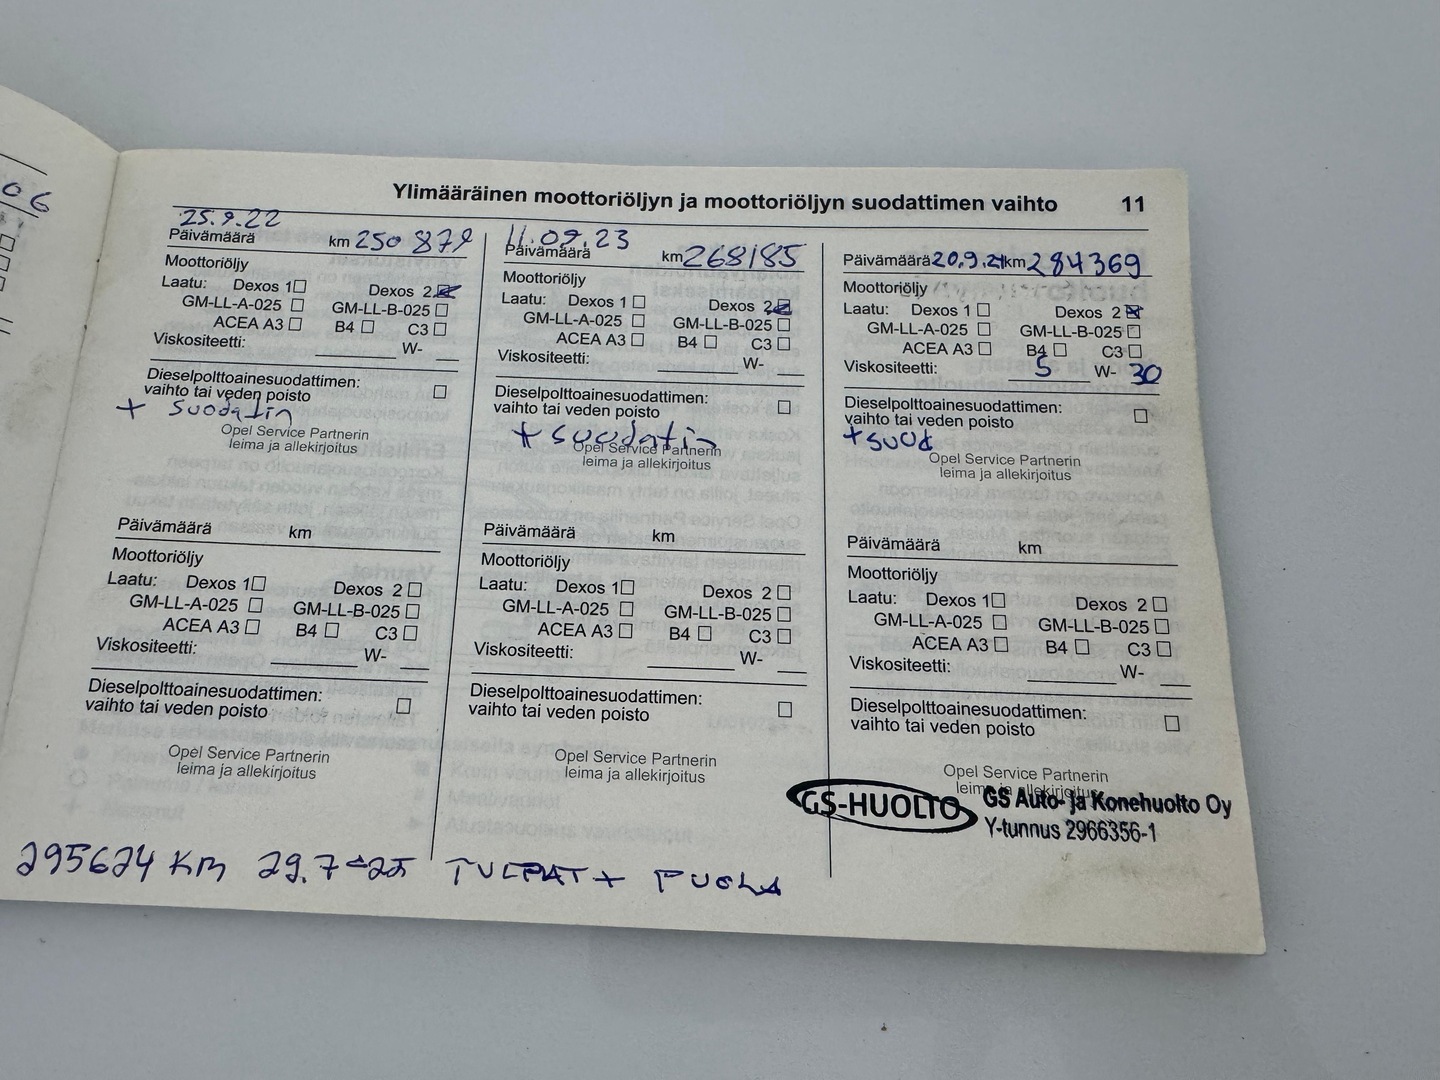 06
Ylimääräinen moottoriöljyn ja moottoriöljyn suodattimen vaihto 11
25.9.22
Päivämäärä km 250 879
Moottoriöljy
Laatu: Dexos 1 Dexos 2
GM-LL-A-025 GM-LL-B-025
ACEA A3 B4 C3
Viskositeetti: W-
Dieselpolttoainesuodattimen:
vaihto tai veden poisto
+ suodatin
Opel Service Partnerin
leima ja allekirjoitus
11.09.23
Päivämäärä km 268185
Moottoriöljy
Laatu: Dexos 1 Dexos 2
GM-LL-A-025 GM-LL-B-025
ACEA A3 B4 C3
Viskositeetti: W-
Dieselpolttoainesuodattimen:
vaihto tai veden poisto
+ suodatin
Opel Service Partnerin
leima ja allekirjoitus
Päivämäärä 20.9.24 km 284369
Moottoriöljy
Laatu: Dexos 1 Dexos 2
GM-LL-A-025 GM-LL-B-025
ACEA A3 B4 C3
Viskositeetti: 5 W- 30
Dieselpolttoainesuodattimen:
vaihto tai veden poisto
+suod
Opel Service Partnerin
leima ja allekirjoitus
Päivämäärä km
Moottoriöljy
Laatu: Dexos 1 Dexos 2
GM-LL-A-025 GM-LL-B-025
ACEA A3 B4 C3
Viskositeetti: W-
Dieselpolttoainesuodattimen:
vaihto tai veden poisto
Opel Service Partnerin
leima ja allekirjoitus
Päivämäärä km
Moottoriöljy
Laatu: Dexos 1 Dexos 2
GM-LL-A-025 GM-LL-B-025
ACEA A3 B4 C3
Viskositeetti: W-
Dieselpolttoainesuodattimen:
vaihto tai veden poisto
Opel Service Partnerin
leima ja allekirjoitus
Päivämäärä km
Moottoriöljy
Laatu: Dexos 1 Dexos 2
GM-LL-A-025 GM-LL-B-025
ACEA A3 B4 C3
Viskositeetti: W-
Dieselpolttoainesuodattimen:
vaihto tai veden poisto
Opel Service Partnerin
leima ja allekirjoitus
GS-HUOLTO GS Auto- ja Konehuolto Oy
Y-tunnus 2966356-1
295624 KM 29.7-25 TULPAT + PUOLA